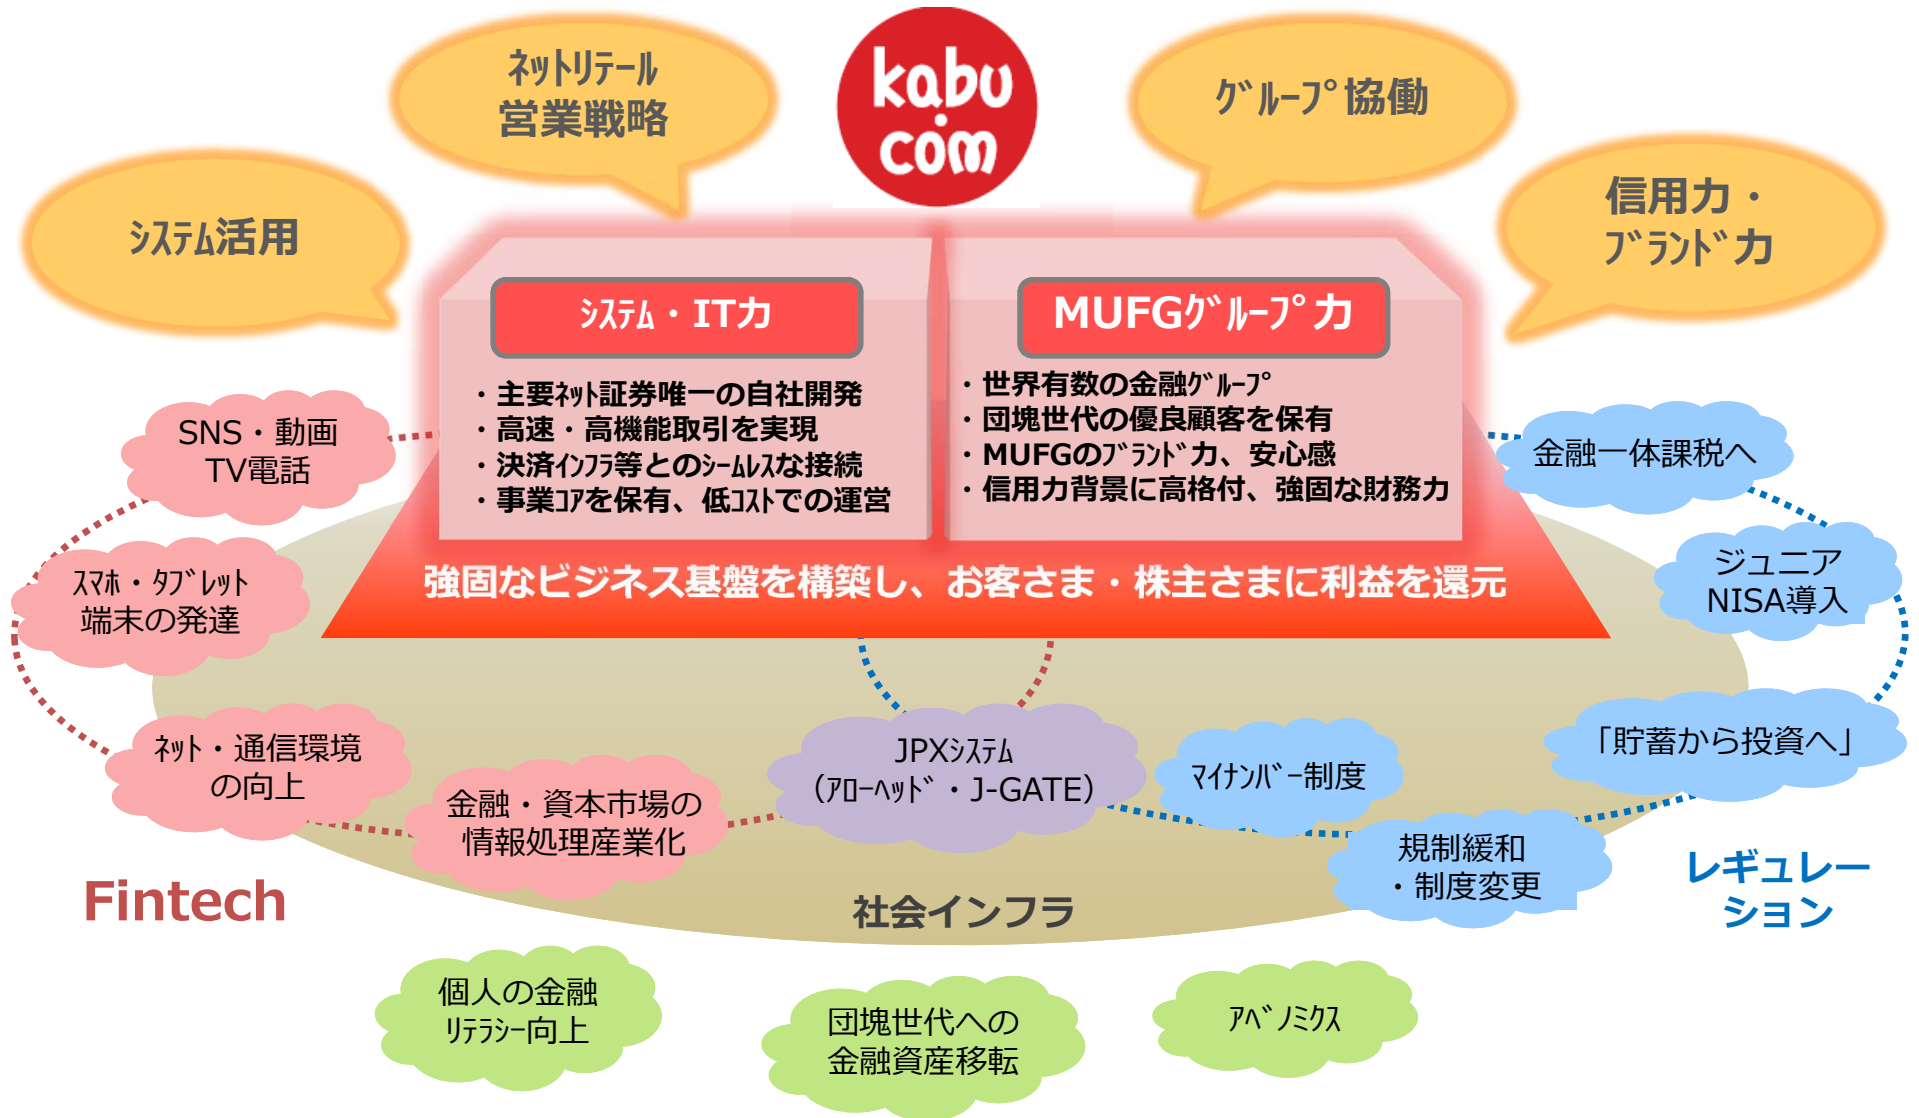 ﾈｯﾄﾘﾃｰﾙ
営業戦略
kabu
.com
ｸﾞﾙｰﾌﾟ協働
ｼｽﾃﾑ活用
信用力・
ﾌﾞﾗﾝﾄﾞ力
ｼｽﾃﾑ・IT力
・主要ﾈｯﾄ証券唯一の自社開発
・高速・高機能取引を実現
・決済ｲﾝﾌﾗ等とのｼｰﾑﾚｽな接続
・事業ｺｱを保有、低ｺｽﾄでの運営
MUFGｸﾞﾙｰﾌﾟ力
・世界有数の金融ｸﾞﾙｰﾌﾟ
・団塊世代の優良顧客を保有
・MUFGのﾌﾞﾗﾝﾄﾞ力、安心感
・信用力背景に高格付、強固な財務力
強固なビジネス基盤を構築し、お客さま・株主さまに利益を還元
SNS・動画
TV電話
ｽﾏﾎ・ﾀﾌﾞﾚｯﾄ
端末の発達
ﾈｯﾄ・通信環境
の向上
金融・資本市場の
情報処理産業化
Fintech
JPXｼｽﾃﾑ
（ｱﾛｰﾍｯﾄﾞ・J-GATE）
社会インフラ
金融一体課税へ
ジュニア
NISA導入
「貯蓄から投資へ」
ﾏｲﾅﾝﾊﾞｰ制度
規制緩和
・制度変更
レギュレー
ション
個人の金融
ﾘﾃﾗｼｰ向上
団塊世代への
金融資産移転
ｱﾍﾞﾉﾐｸｽ